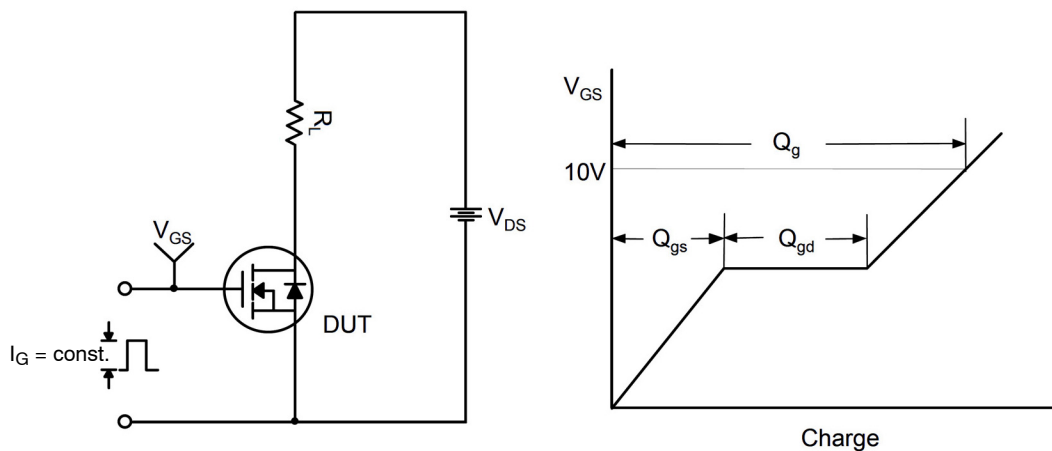 R_L
V_DS
V_GS
DUT
I_G = const.
V_GS
Q_g
10V
Q_gs
Q_gd
Charge